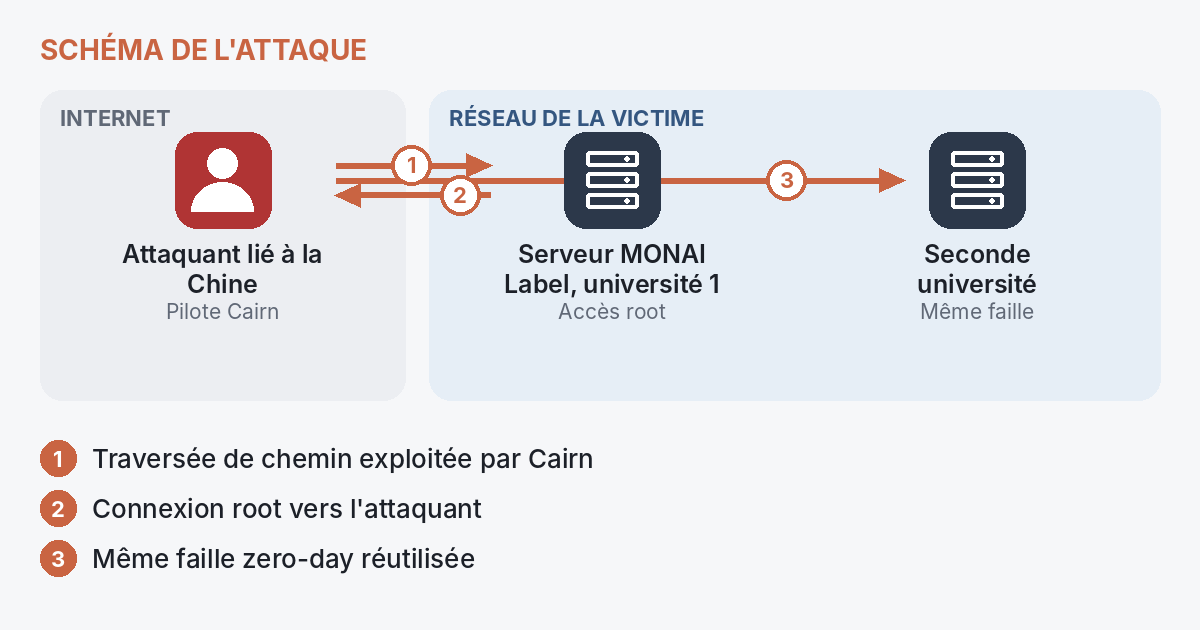 SCHÉMA DE L'ATTAQUE
INTERNET
RÉSEAU DE LA VICTIME
1
2
3
Attaquant lié à la
Chine
Pilote Cairn
Serveur MONAI
Label, université 1
Accès root
Seconde
université
Même faille
1 Traversée de chemin exploitée par Cairn
2 Connexion root vers l'attaquant
3 Même faille zero-day réutilisée